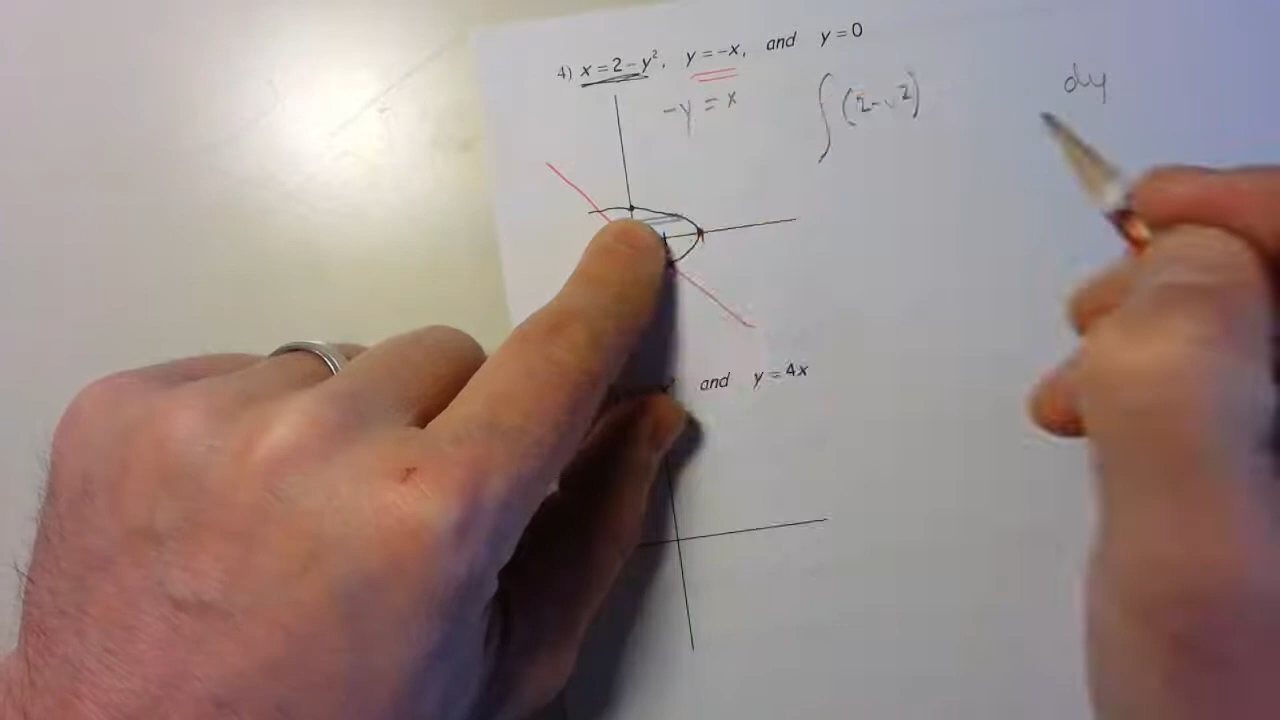 4) x = 2 - y², y = -x, and y = 0
-y = x
∫ (2-y²) dy
and y = 4x